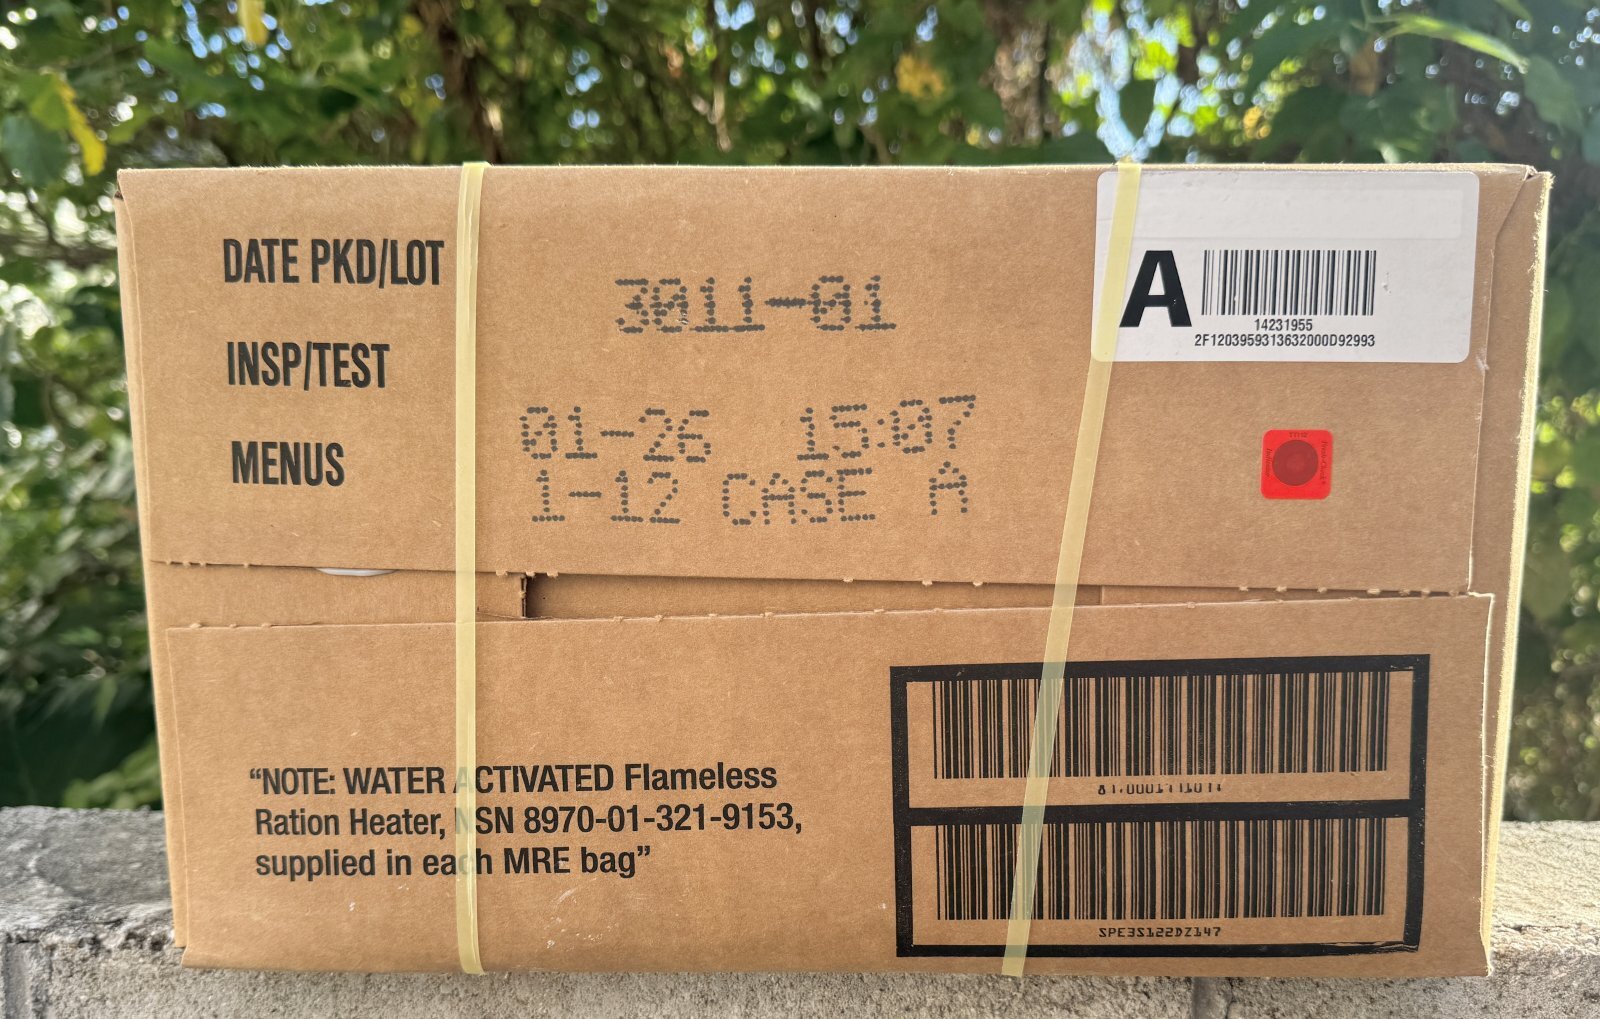 DATE PKD/LOT
3011-01
INSP/TEST
01-26 15:07
MENUS
1-12 CASE A
A
14231955
2F1203959313632000D92993
“NOTE: WATER ACTIVATED Flameless
Ration Heater, NSN 8970-01-321-9153,
supplied in each MRE bag”
SPE3S122DZ147